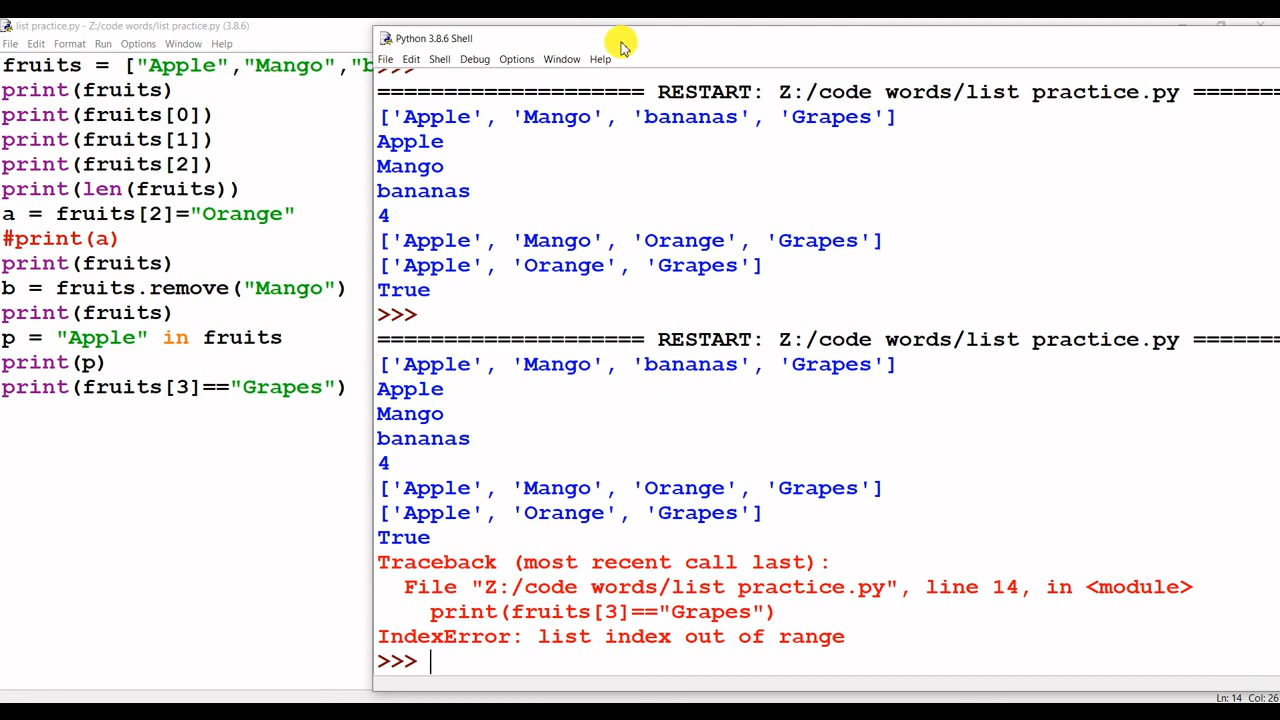 list practice.py - Z:/code words/list practice.py (3.8.6)
File Edit Format Run Options Window Help
fruits = ["Apple","Mango","b
print(fruits)
print(fruits[0])
print(fruits[1])
print(fruits[2])
print(len(fruits))
a = fruits[2]="Orange"
#print(a)
print(fruits)
b = fruits.remove("Mango")
print(fruits)
p = "Apple" in fruits
print(p)
print(fruits[3]=="Grapes")
Python 3.8.6 Shell
File Edit Shell Debug Options Window Help
>>>
==================== RESTART: Z:/code words/list practice.py =======
['Apple', 'Mango', 'bananas', 'Grapes']
Apple
Mango
bananas
4
['Apple', 'Mango', 'Orange', 'Grapes']
['Apple', 'Orange', 'Grapes']
True
>>>
==================== RESTART: Z:/code words/list practice.py =======
['Apple', 'Mango', 'bananas', 'Grapes']
Apple
Mango
bananas
4
['Apple', 'Mango', 'Orange', 'Grapes']
['Apple', 'Orange', 'Grapes']
True
Traceback (most recent call last):
  File "Z:/code words/list practice.py", line 14, in <module>
    print(fruits[3]=="Grapes")
IndexError: list index out of range
>>>
Ln: 14 Col: 26